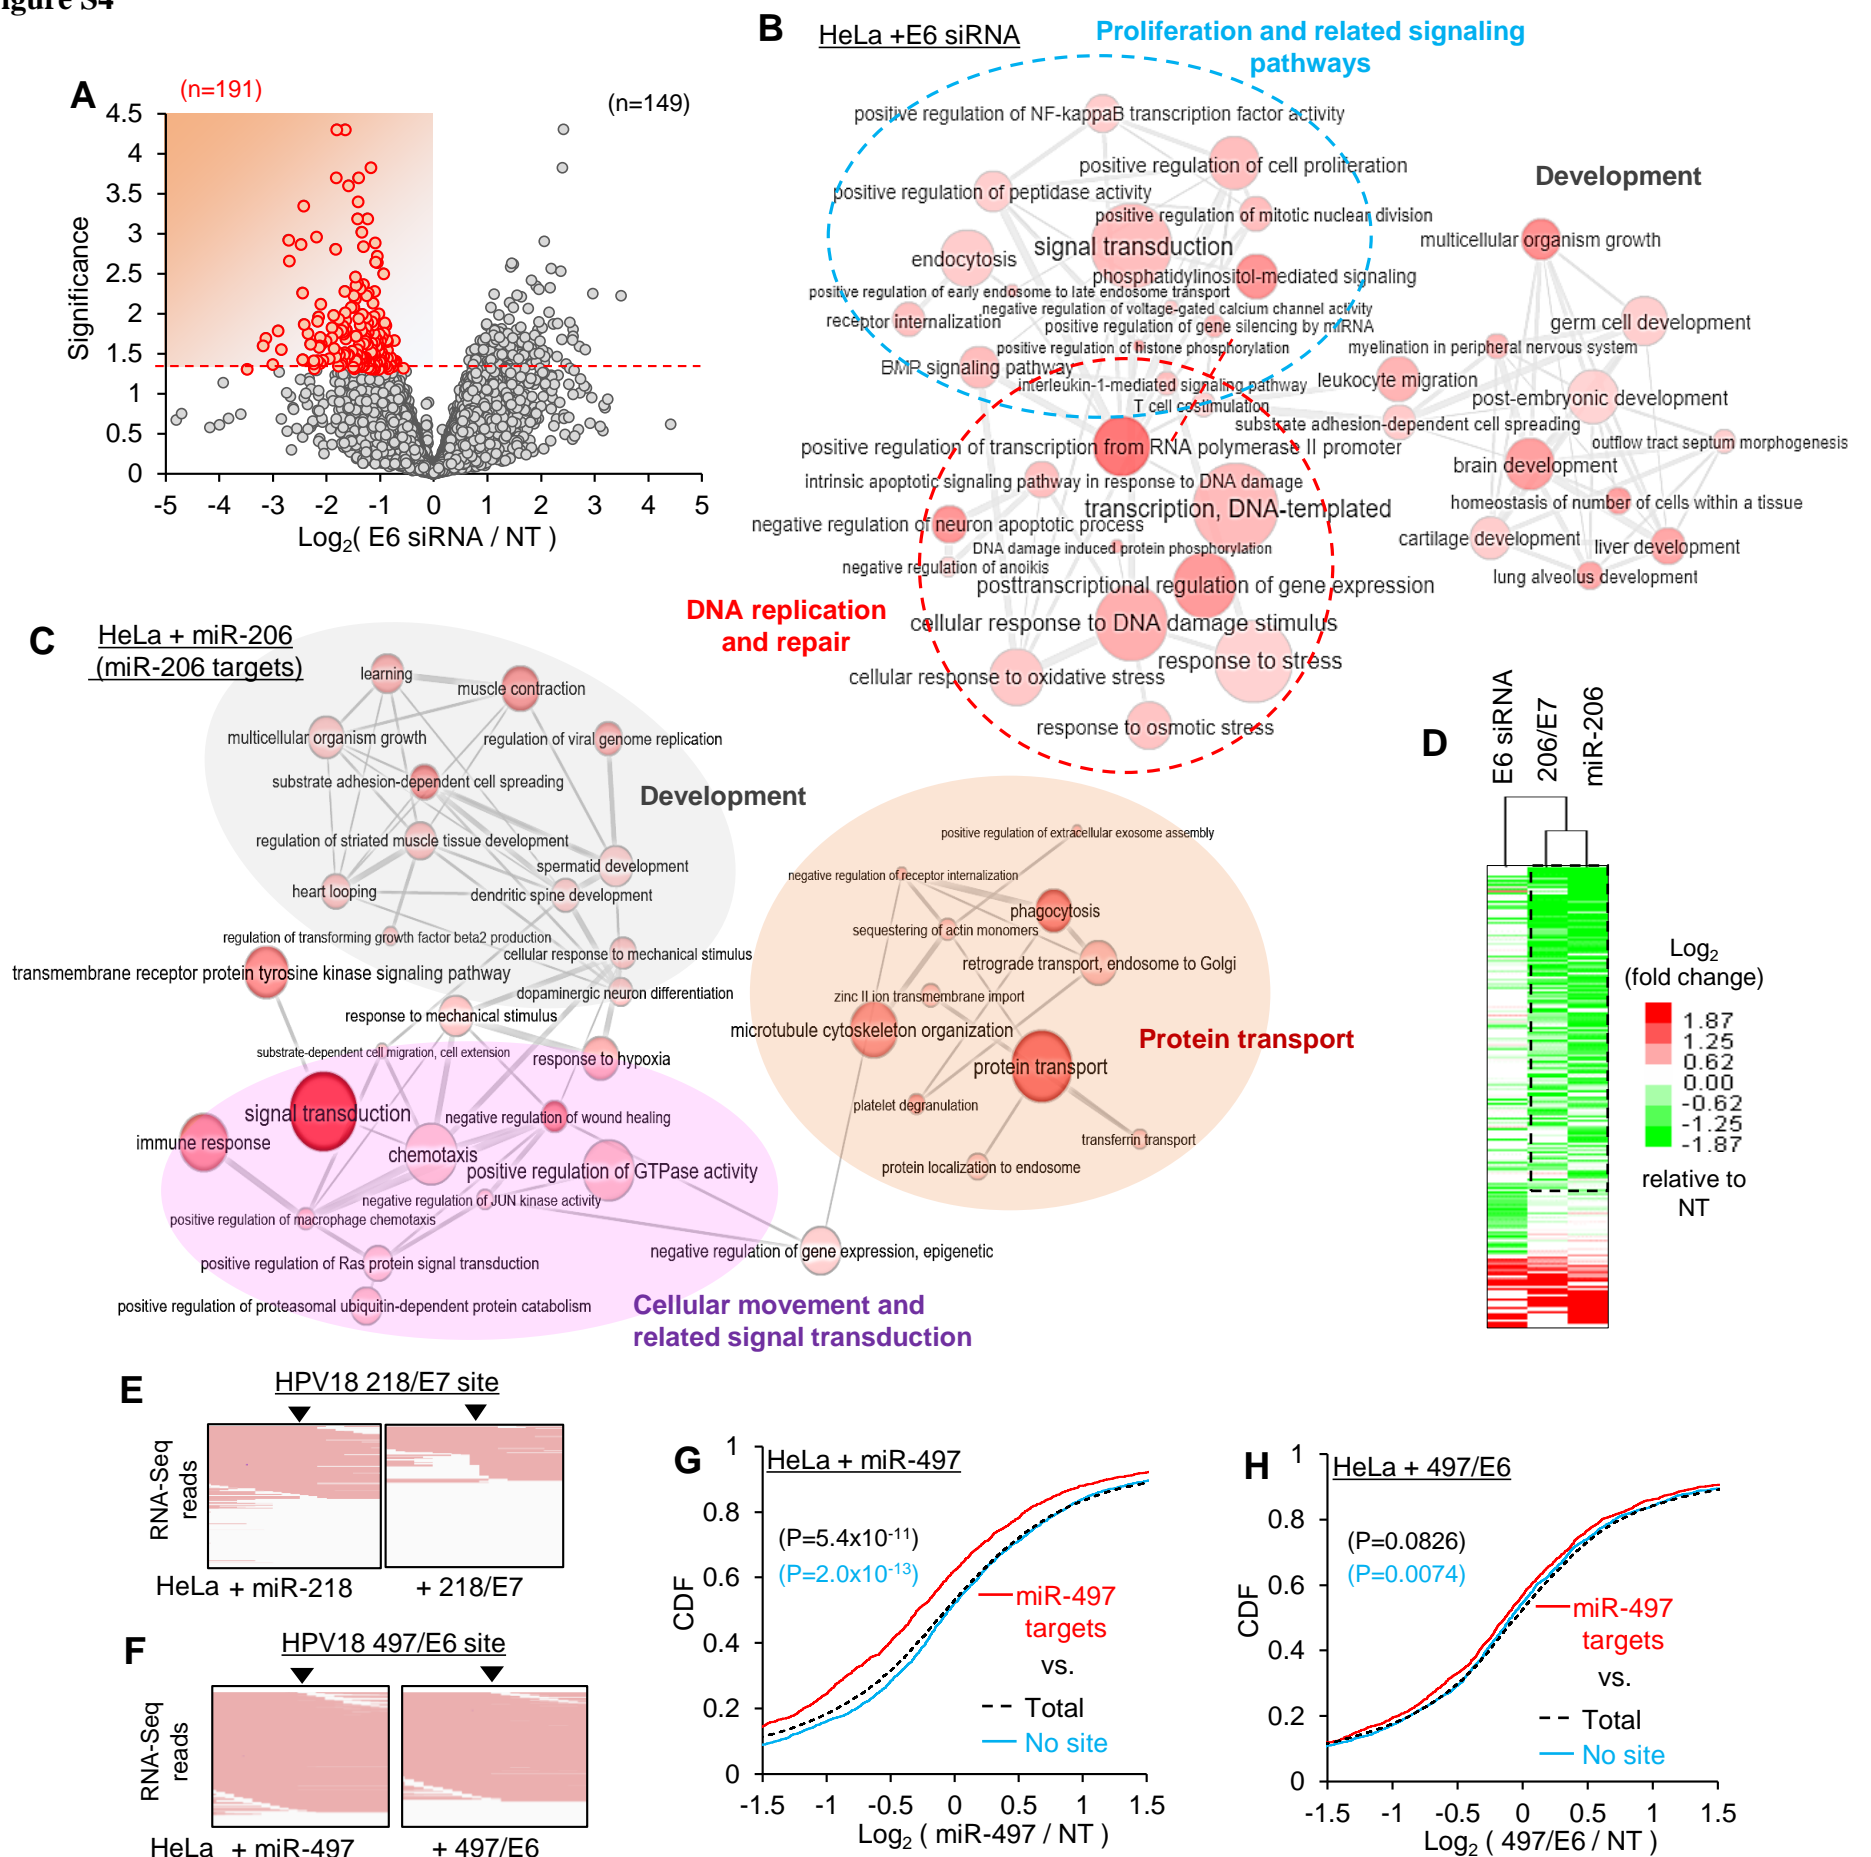 Figure S4
A
(n=191)
(n=149)
Significance
4.5
4
3.5
3
2.5
2
1.5
1
0.5
0
-5 -4 -3 -2 -1 0 1 2 3 4 5
Log2( E6 siRNA / NT )
B
HeLa +E6 siRNA
Proliferation and related signaling
pathways
positive regulation of NF-kappaB transcription factor activity
positive regulation of cell proliferation
positive regulation of peptidase activity
positive regulation of mitotic nuclear division
signal transduction
endocytosis
phosphatidylinositol-mediated signaling
positive regulation of early endosome to late endosome transport
negative regulation of voltage-gated calcium channel activity
receptor internalization
positive regulation of gene silencing by miRNA
positive regulation of histone phosphorylation
BMP signaling pathway
interleukin-1-mediated signaling pathway
T cell costimulation
Development
multicellular organism growth
germ cell development
myelination in peripheral nervous system
leukocyte migration
post-embryonic development
substrate adhesion-dependent cell spreading
outflow tract septum morphogenesis
brain development
homeostasis of number of cells within a tissue
cartilage development
liver development
lung alveolus development
positive regulation of transcription from RNA polymerase II promoter
intrinsic apoptotic signaling pathway in response to DNA damage
transcription, DNA-templated
negative regulation of neuron apoptotic process
DNA damage induced protein phosphorylation
negative regulation of anoikis
posttranscriptional regulation of gene expression
DNA replication
and repair
cellular response to DNA damage stimulus
response to stress
cellular response to oxidative stress
response to osmotic stress
C
HeLa + miR-206
(miR-206 targets)
learning
muscle contraction
multicellular organism growth
regulation of viral genome replication
substrate adhesion-dependent cell spreading
Development
regulation of striated muscle tissue development
spermatid development
heart looping
dendritic spine development
regulation of transforming growth factor beta2 production
cellular response to mechanical stimulus
transmembrane receptor protein tyrosine kinase signaling pathway
dopaminergic neuron differentiation
response to mechanical stimulus
substrate-dependent cell migration, cell extension
response to hypoxia
signal transduction
negative regulation of wound healing
immune response
chemotaxis
positive regulation of GTPase activity
negative regulation of JUN kinase activity
positive regulation of macrophage chemotaxis
negative regulation of gene expression, epigenetic
positive regulation of Ras protein signal transduction
positive regulation of proteasomal ubiquitin-dependent protein catabolism
Cellular movement and
related signal transduction
positive regulation of extracellular exosome assembly
negative regulation of receptor internalization
phagocytosis
sequestering of actin monomers
retrograde transport, endosome to Golgi
zinc II ion transmembrane import
microtubule cytoskeleton organization
Protein transport
protein transport
platelet degranulation
transferrin transport
protein localization to endosome
D
E6 siRNA
206/E7
miR-206
Log2
(fold change)
1.87
1.25
0.62
0.00
-0.62
-1.25
-1.87
relative to
NT
E
HPV18 218/E7 site
RNA-Seq
reads
HeLa + miR-218
+ 218/E7
F
HPV18 497/E6 site
RNA-Seq
reads
HeLa + miR-497
+ 497/E6
G
HeLa + miR-497
CDF
1
0.8
0.6
0.4
0.2
0
(P=5.4x10-11)
(P=2.0x10-13)
miR-497
targets
vs.
Total
No site
-1.5 -1 -0.5 0 0.5 1 1.5
Log2 ( miR-497 / NT )
H
HeLa + 497/E6
CDF
1
0.8
0.6
0.4
0.2
0
(P=0.0826)
(P=0.0074)
miR-497
targets
vs.
Total
No site
-1.5 -1 -0.5 0 0.5 1 1.5
Log2 ( 497/E6 / NT )